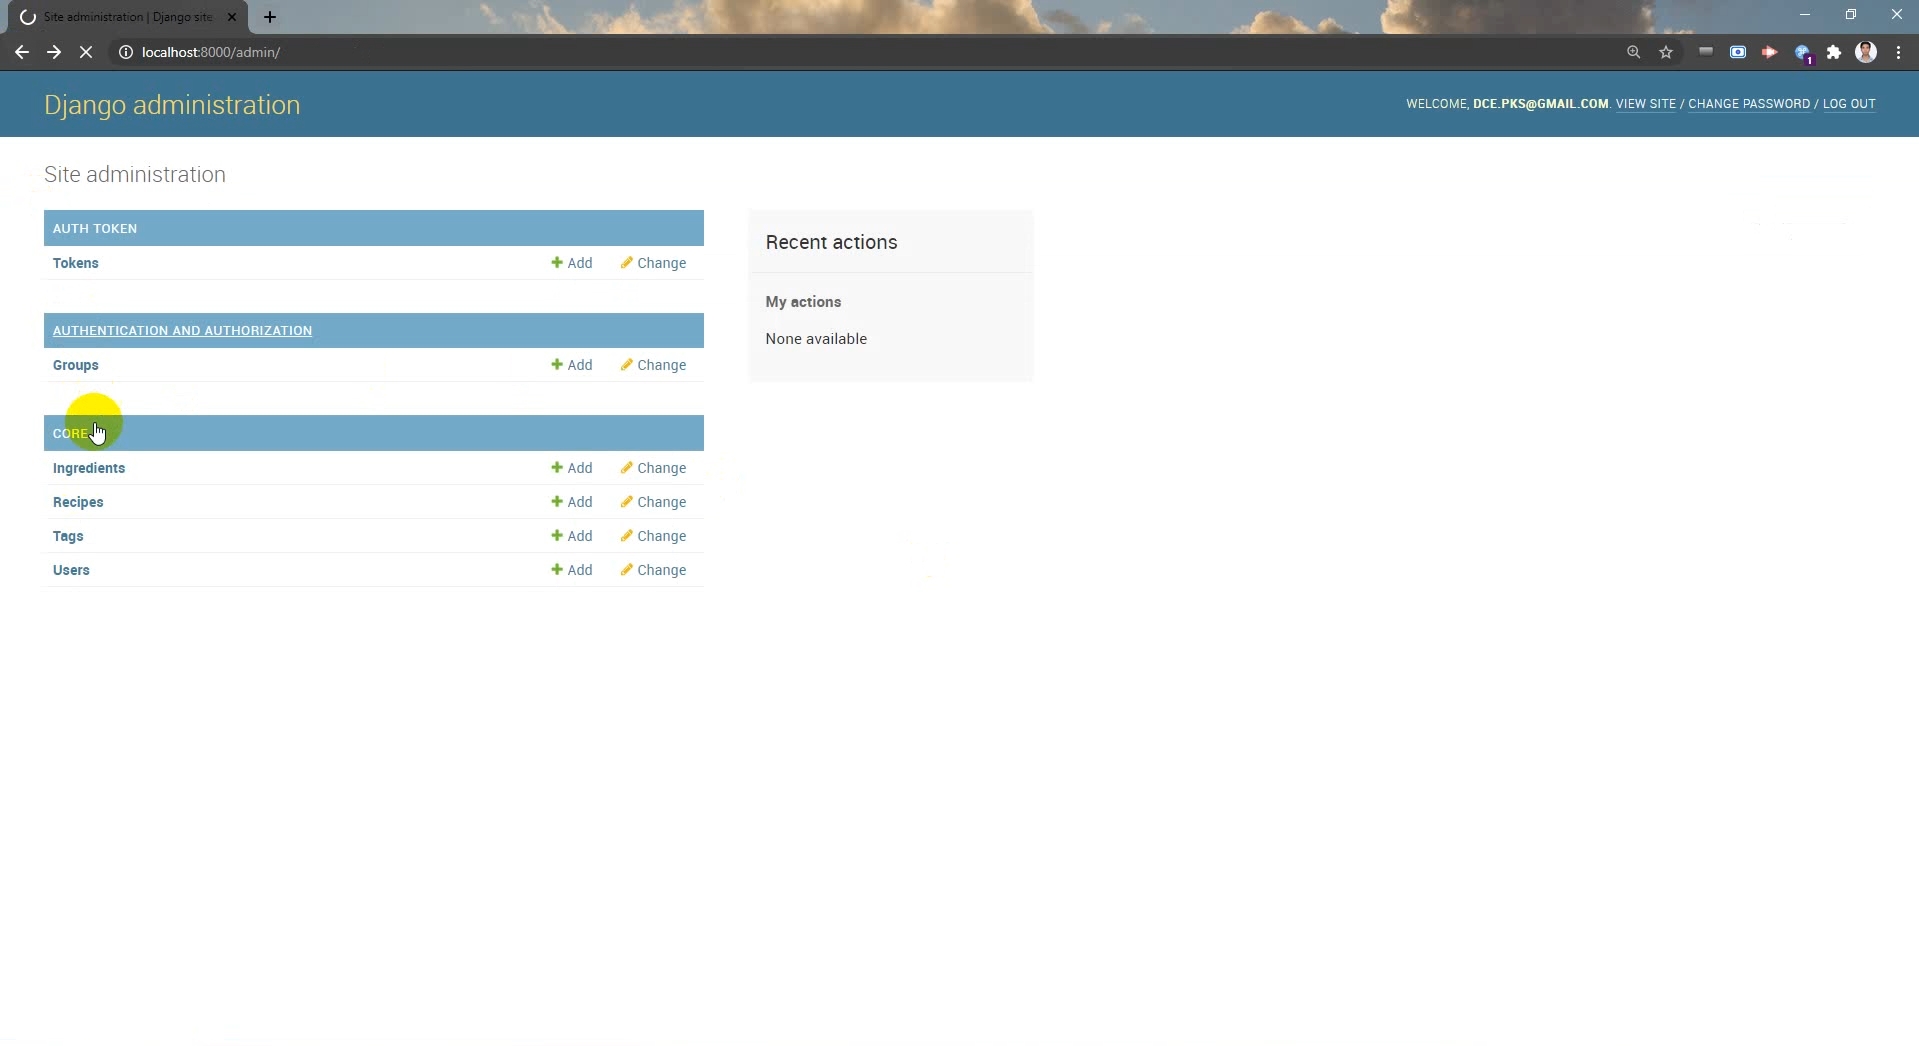 Site administration | Django site
localhost:8000/admin/
1
Django administration
WELCOME, DCE.PKS@GMAIL.COM. VIEW SITE / CHANGE PASSWORD / LOG OUT
Site administration
AUTH TOKEN
Tokens Add Change
AUTHENTICATION AND AUTHORIZATION
Groups Add Change
CORE
Ingredients Add Change
Recipes Add Change
Tags Add Change
Users Add Change
Recent actions
My actions
None available